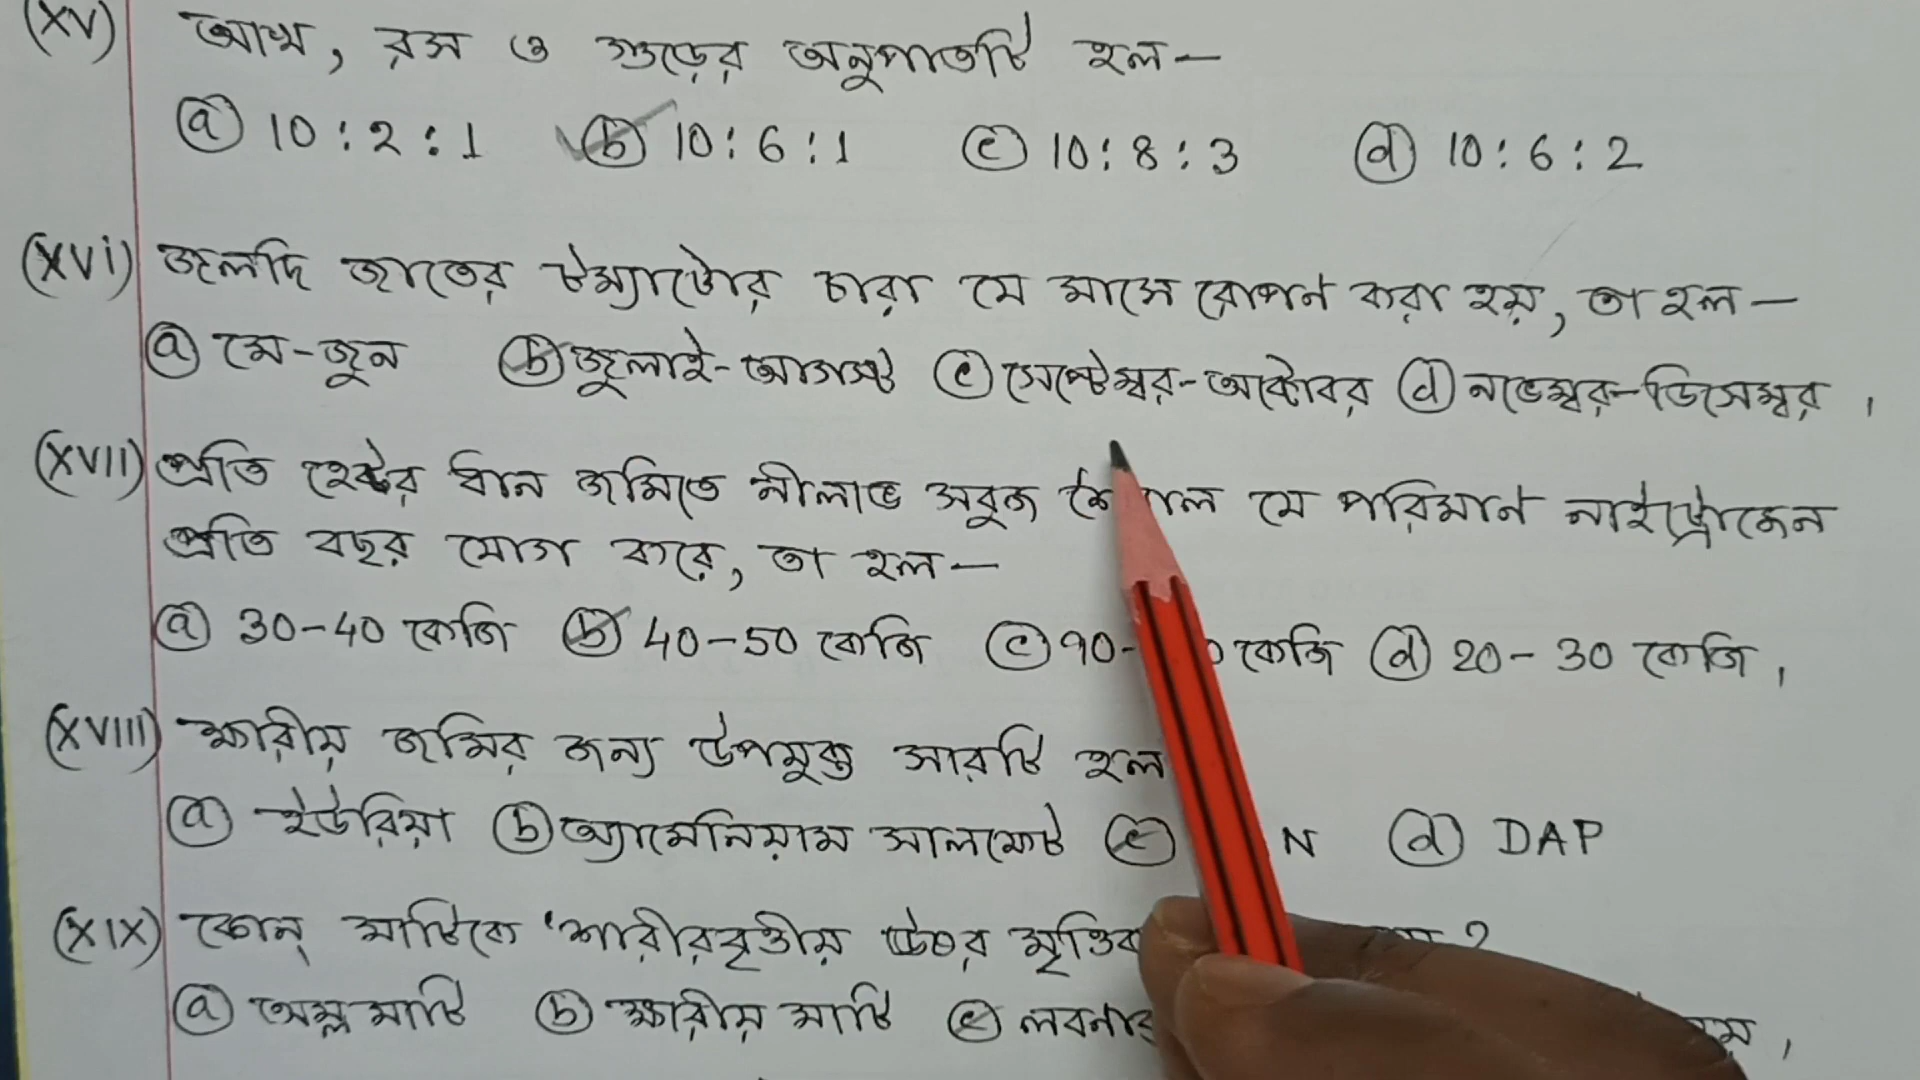 (XV) আখ, রস ও গুড়ের অনুপাতটি হল—
ⓐ 10:2:1 ⓑ 10:6:1 ⓒ 10:8:3 ⓓ 10:6:2
(XVI) জলদি জাতের টম্যাটোর চারা যে মাসে রোপন করা হয়, তা হল—
ⓐ মে-জুন ⓑ জুলাই-আগস্ট ⓒ সেপ্টেম্বর-অক্টোবর ⓓ নভেম্বর-ডিসেম্বর,
(XVII) প্রতি হেক্টর ধান জমিতে নীলাভ সবুজ যে পরিমান নাইট্রোজেন
প্রতি বছর যোগ করে, তা হল—
ⓐ 30-40 কেজি ⓑ 40-50 কেজি ⓒ কেজি ⓓ 20-30 কেজি,
(XVIII) ক্ষারীয় জমির জন্য উপযুক্ত সারটি হল
ⓐ ইউরিয়া ⓑ অ্যামোনিয়াম সালফেট ⓒ N ⓓ DAP
(XIX) কোন্ মাটিকে 'শারীরবৃত্তীয়
ⓐ অম্ল মাটি ⓑ ক্ষারীয় মাটি ⓒ